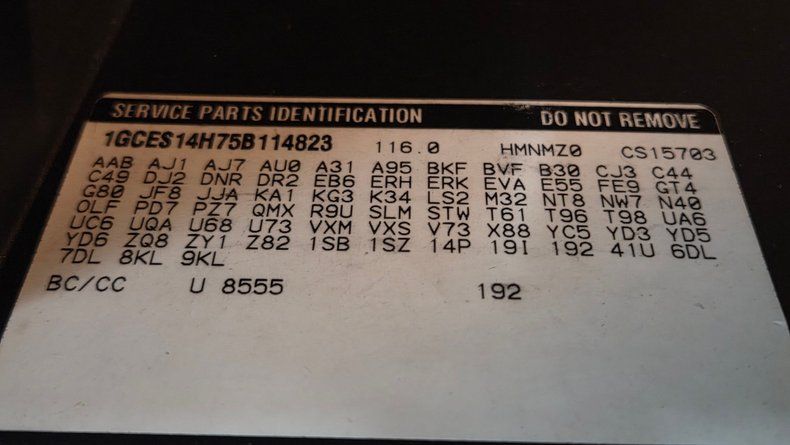 SERVICE PARTS IDENTIFICATION DO NOT REMOVE
1GCES14H75B114823 116.0 HMNMZ0 CS15703
AAB AJ1 AJ7 AU0 A31 A95 BKF BVF B30 CJ3 C44
C49 DJ2 DNR DR2 EB6 ERH ERK EVA E55 FE9 GT4
G80 JF8 JJA KA1 KG3 K34 LS2 M32 NT8 NW7 N40
OLF PD7 PZ7 QMX R9U SLM STW T61 T96 T98 UA6
UC6 UQA U68 U73 VXM VXS V73 X88 YC5 YD3 YD5
YD6 ZQ8 ZY1 Z82 1SB 1SZ 14P 19I 192 41U 6DL
7DL 8KL 9KL
BC/CC U 8555 192